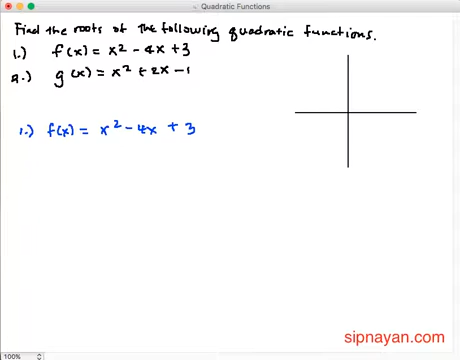 Quadratic Functions
Find the roots of the following quadratic functions.
1.) f(x) = x² - 4x + 3
2.) g(x) = x² + 2x - 1
1.) f(x) = x² - 4x + 3
sipnayan.com
100%